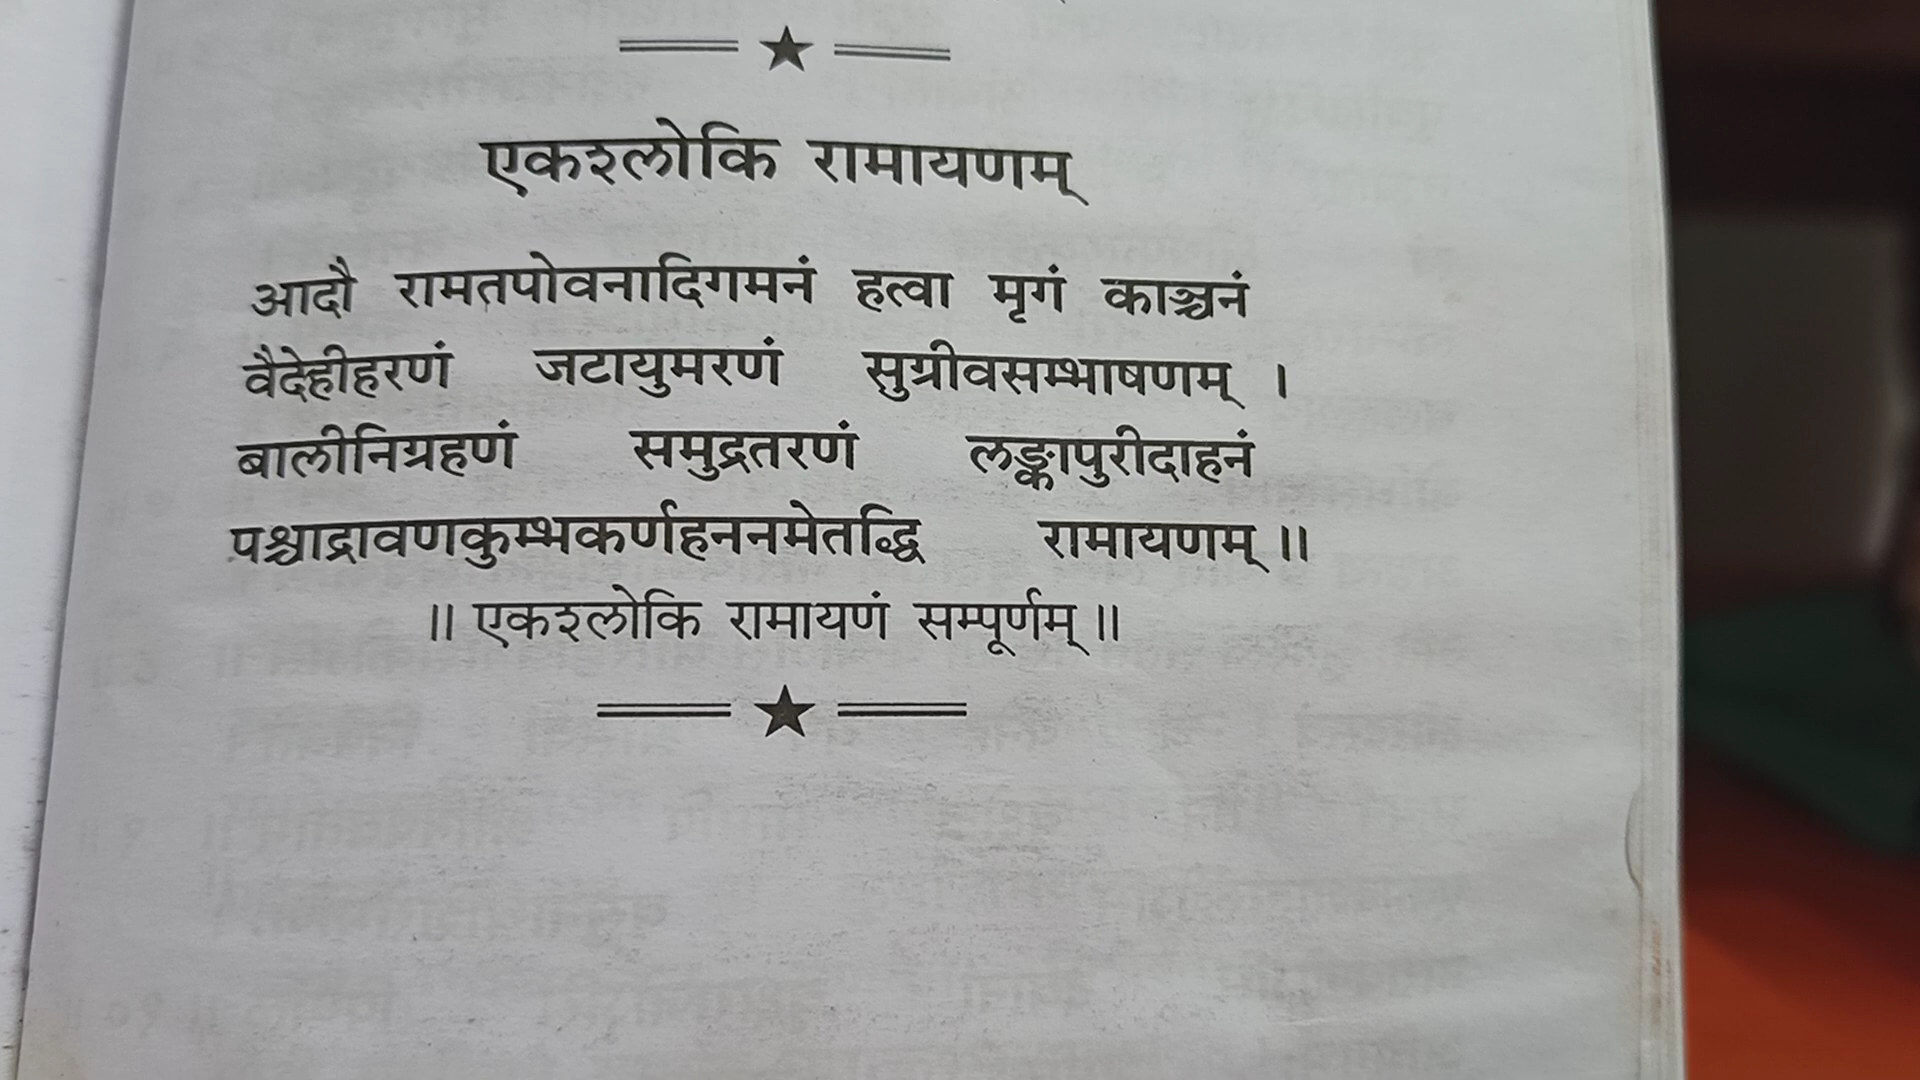 एकश्लोकि रामायणम्
आदौ रामतपोवनादिगमनं हत्वा मृगं काञ्चनं
वैदेहीहरणं जटायुमरणं सुग्रीवसम्भाषणम् ।
बालीनिग्रहणं समुद्रतरणं लङ्कापुरीदाहनं
पश्चाद्रावणकुम्भकर्णहननमेतद्धि रामायणम् ॥
॥ एकश्लोकि रामायणं सम्पूर्णम् ॥